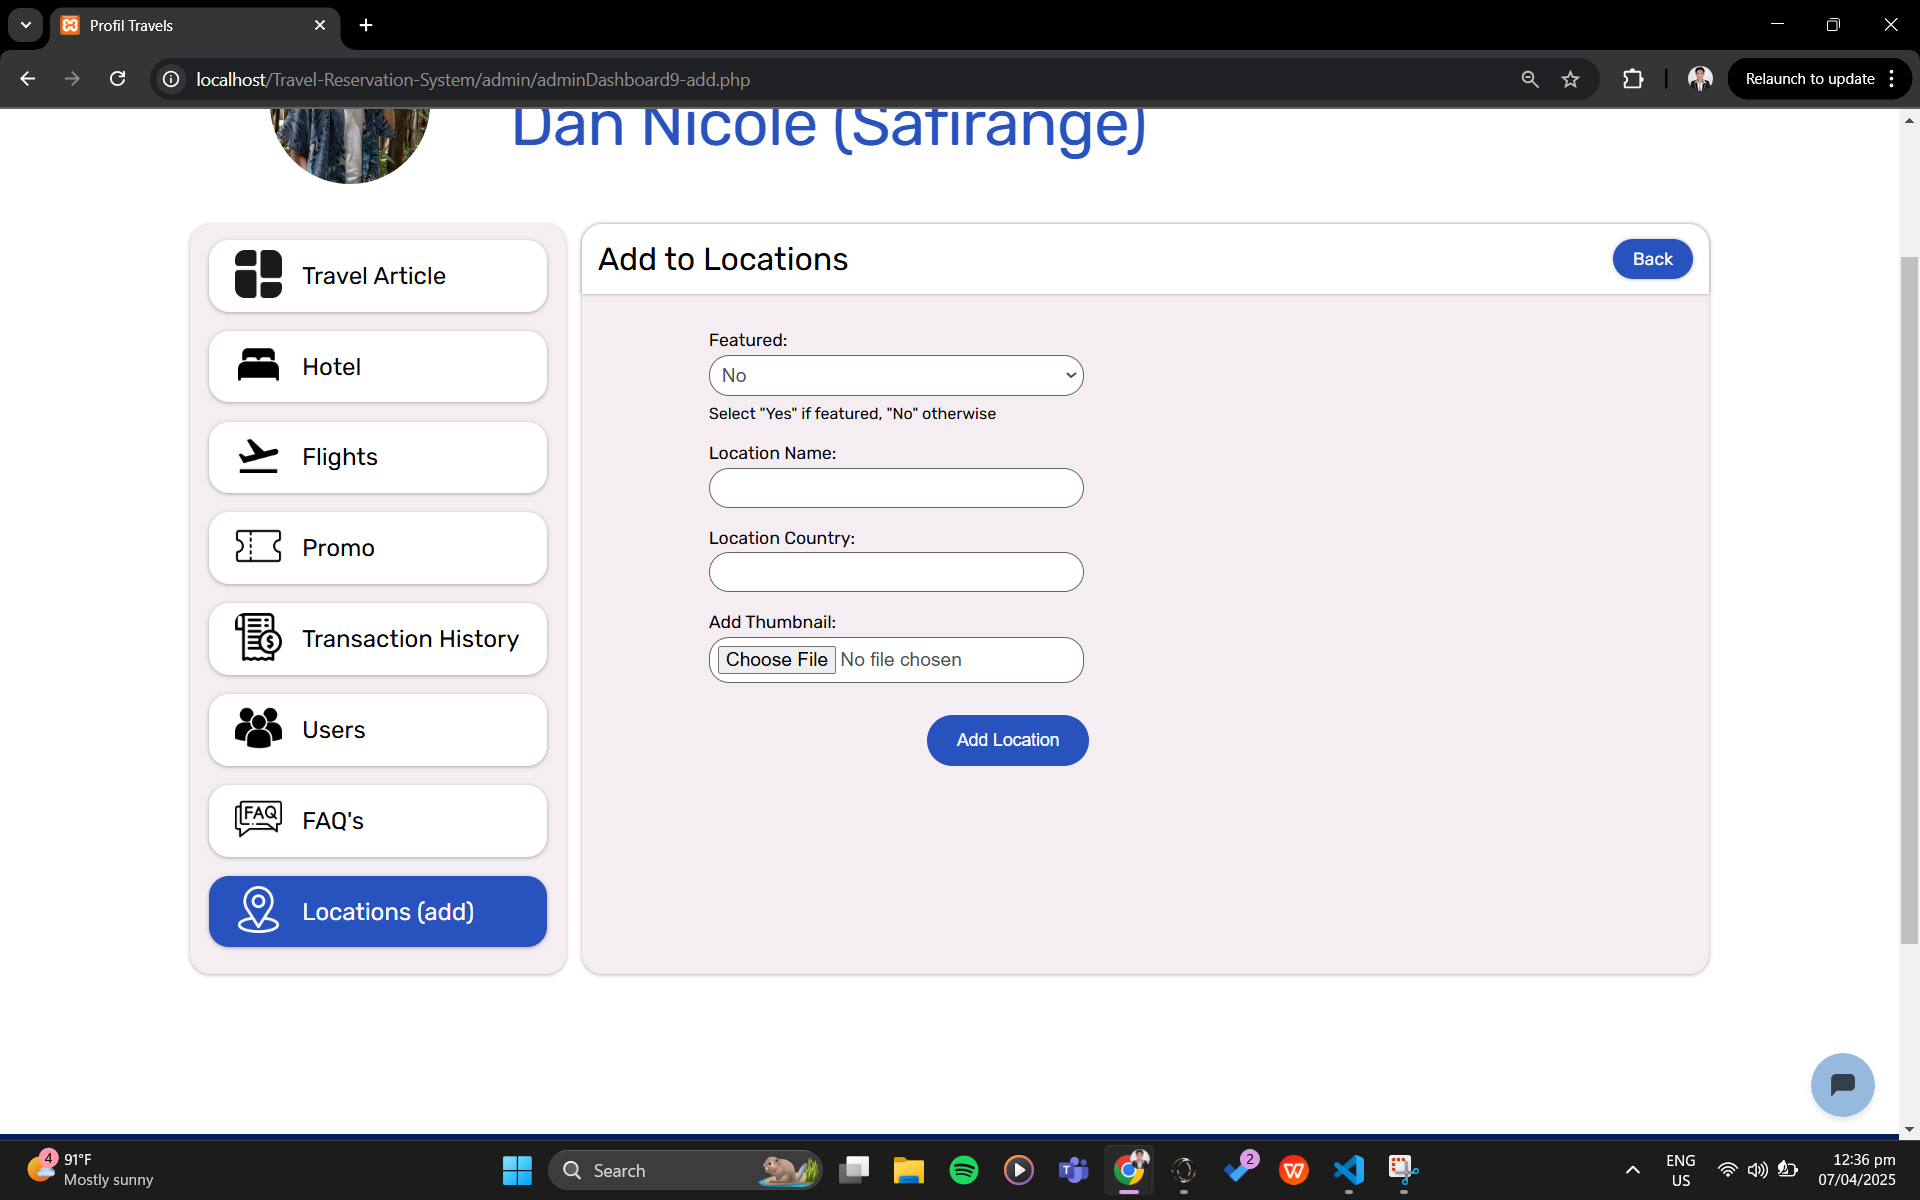 Profil Travels
localhost/Travel-Reservation-System/admin/adminDashboard9-add.php
Relaunch to update
Dan Nicole (Safirange)
Travel Article
Hotel
Flights
Promo
Transaction History
Users
FAQ
FAQ's
Locations (add)
Add to Locations
Back
Featured:
No
Select "Yes" if featured, "No" otherwise
Location Name:
Location Country:
Add Thumbnail:
Choose File No file chosen
Add Location
4
91°F
Mostly sunny
Search
2
ENG
US
12:36 pm
07/04/2025